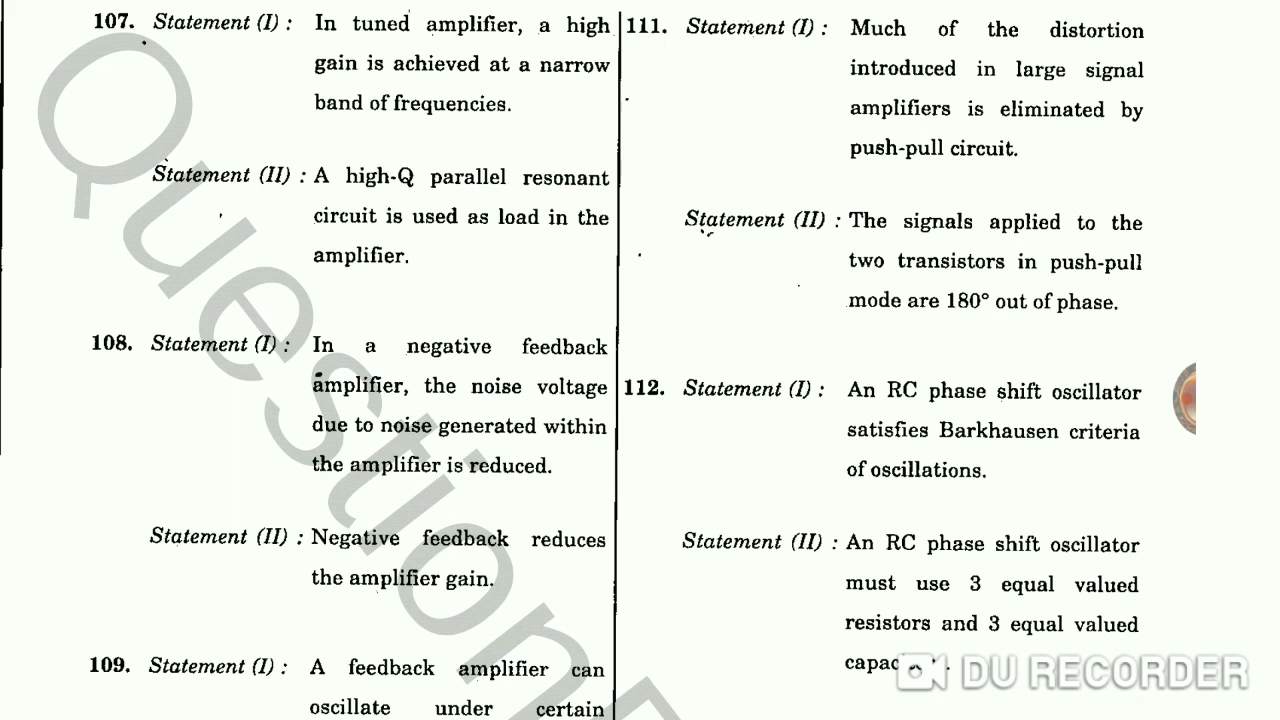 107. Statement (I) : In tuned amplifier, a high
gain is achieved at a narrow
band of frequencies.
Statement (II) : A high-Q parallel resonant
circuit is used as load in the
amplifier.
108. Statement (I) : In a negative feedback
amplifier, the noise voltage
due to noise generated within
the amplifier is reduced.
Statement (II) : Negative feedback reduces
the amplifier gain.
109. Statement (I) : A feedback amplifier can
oscillate under certain
111. Statement (I) : Much of the distortion
introduced in large signal
amplifiers is eliminated by
push-pull circuit.
Statement (II) : The signals applied to the
two transistors in push-pull
mode are 180° out of phase.
112. Statement (I) : An RC phase shift oscillator
satisfies Barkhausen criteria
of oscillations.
Statement (II) : An RC phase shift oscillator
must use 3 equal valued
resistors and 3 equal valued
Question
DU RECORDER